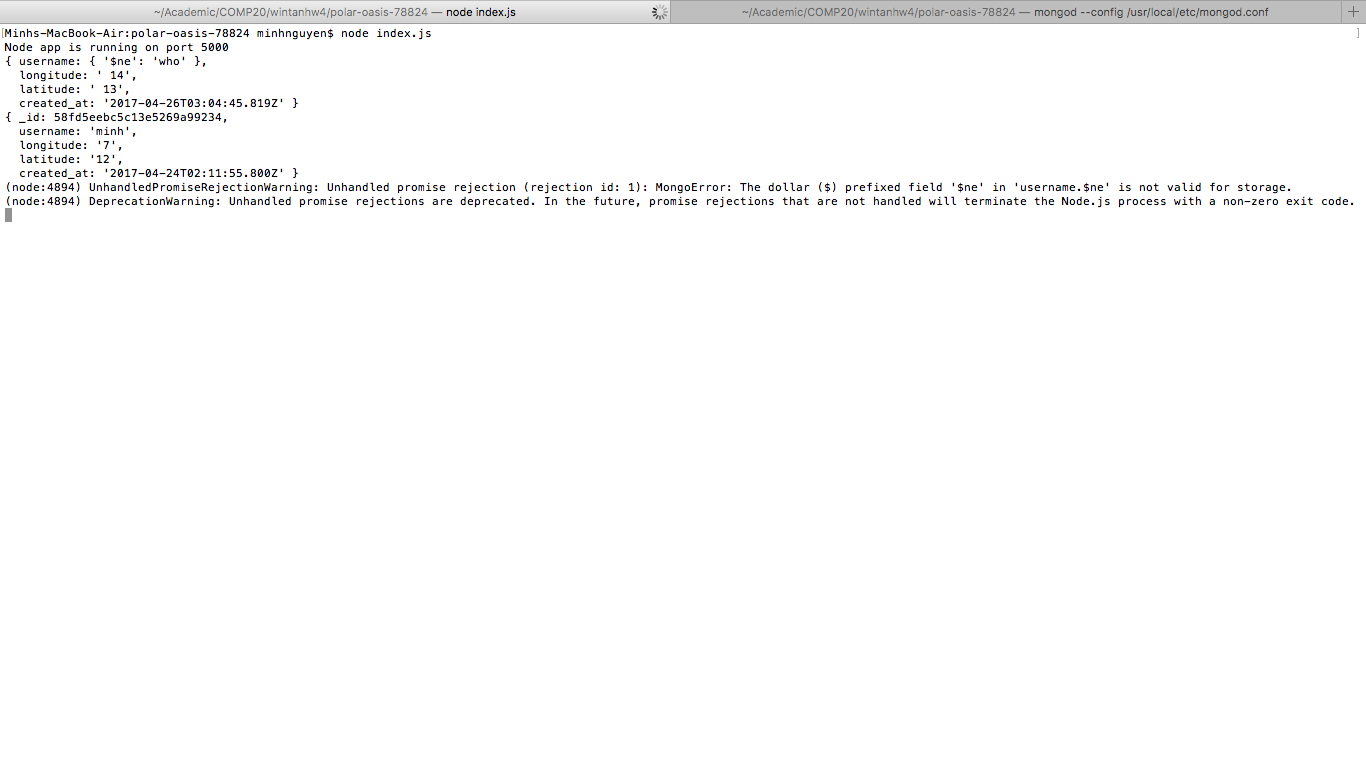 ~/Academic/COMP20/wintanhw4/polar-oasis-78824 — node index.js
~/Academic/COMP20/wintanhw4/polar-oasis-78824 — mongod --config /usr/local/etc/mongod.conf
[Minhs-MacBook-Air:polar-oasis-78824 minhnguyen$ node index.js ]
Node app is running on port 5000
{ username: { '$ne': 'who' },
  longitude: ' 14',
  latitude: ' 13',
  created_at: '2017-04-26T03:04:45.819Z' }
{ _id: 58fd5eebc5c13e5269a99234,
  username: 'minh',
  longitude: '7',
  latitude: '12',
  created_at: '2017-04-24T02:11:55.800Z' }
(node:4894) UnhandledPromiseRejectionWarning: Unhandled promise rejection (rejection id: 1): MongoError: The dollar ($) prefixed field '$ne' in 'username.$ne' is not valid for storage.
(node:4894) DeprecationWarning: Unhandled promise rejections are deprecated. In the future, promise rejections that are not handled will terminate the Node.js process with a non-zero exit code.